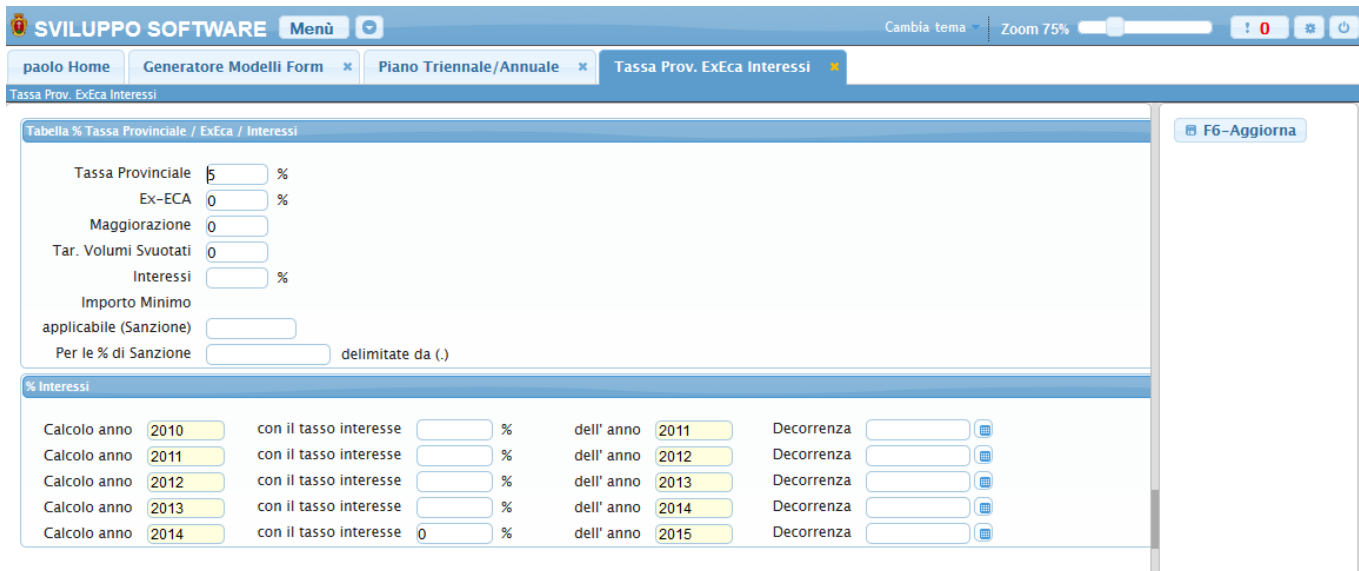 SVILUPPO SOFTWARE Menù Cambia tema Zoom 75% ! 0
paolo Home Generatore Modelli Form × Piano Triennale/Annuale × Tassa Prov. ExEca Interessi ×
Tassa Prov. ExEca Interessi
Tabella % Tassa Provinciale / ExEca / Interessi
F6-Aggiorna
Tassa Provinciale 5 %
Ex-ECA 0 %
Maggiorazione 0
Tar. Volumi Svuotati 0
Interessi %
Importo Minimo
applicabile (Sanzione)
Per le % di Sanzione delimitate da (.)
% Interessi
Calcolo anno 2010 con il tasso interesse % dell' anno 2011 Decorrenza
Calcolo anno 2011 con il tasso interesse % dell' anno 2012 Decorrenza
Calcolo anno 2012 con il tasso interesse % dell' anno 2013 Decorrenza
Calcolo anno 2013 con il tasso interesse % dell' anno 2014 Decorrenza
Calcolo anno 2014 con il tasso interesse 0 % dell' anno 2015 Decorrenza